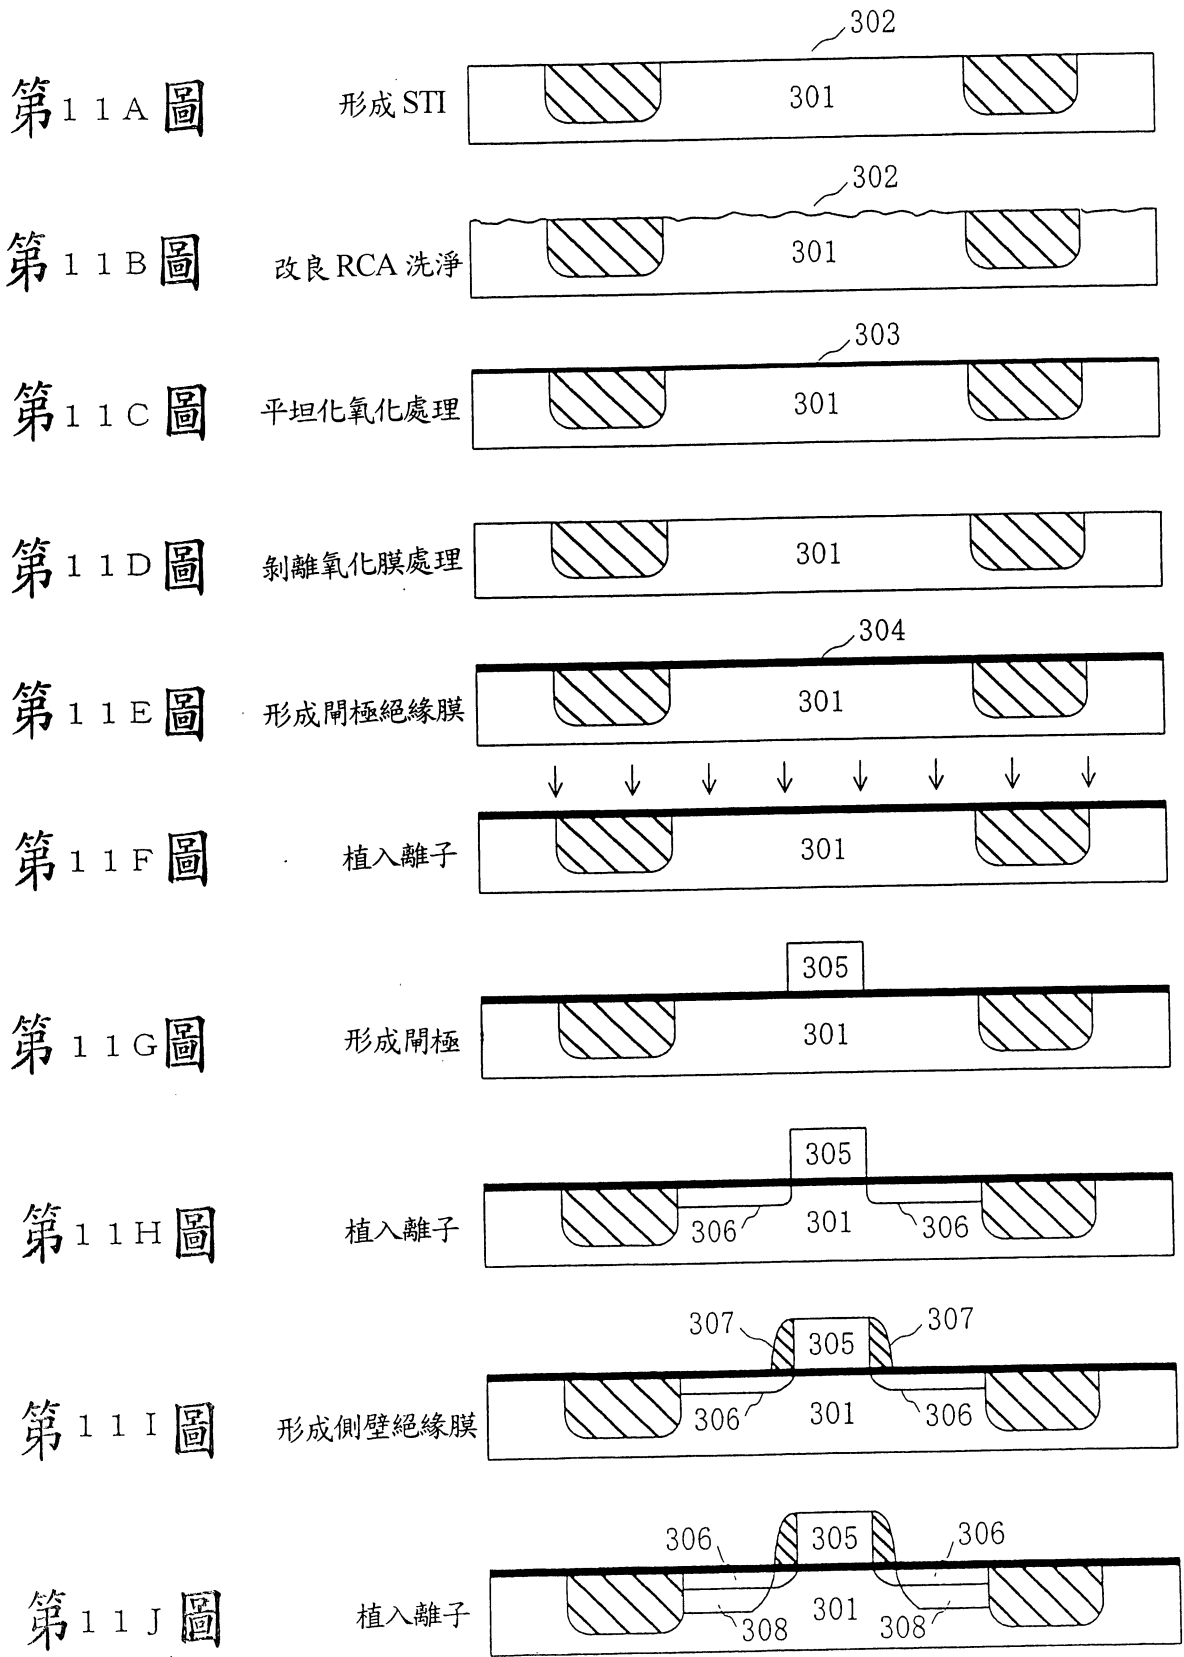 302
第11A圖 形成 STI 301
302
第11B圖 改良 RCA 洗淨 301
303
第11C圖 平坦化氧化處理 301
第11D圖 剝離氧化膜處理 301
304
第11E圖 形成閘極絕緣膜 301
第11F圖 植入離子 301
305
第11G圖 形成閘極 301
305
第11H圖 植入離子 306 301 306
307 305 307
第11I圖 形成側壁絕緣膜 306 301 306
306 305 306
第11J圖 植入離子 308 301 308